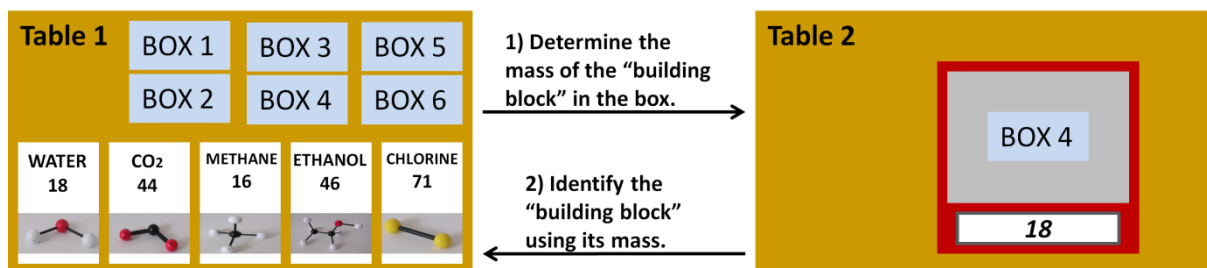 Table 1
BOX 1
BOX 3
BOX 5
BOX 2
BOX 4
BOX 6
WATER
18
CO₂
44
METHANE
16
ETHANOL
46
CHLORINE
71
1) Determine the
mass of the “building
block” in the box.
2) Identify the
“building block”
using its mass.
Table 2
BOX 4
18